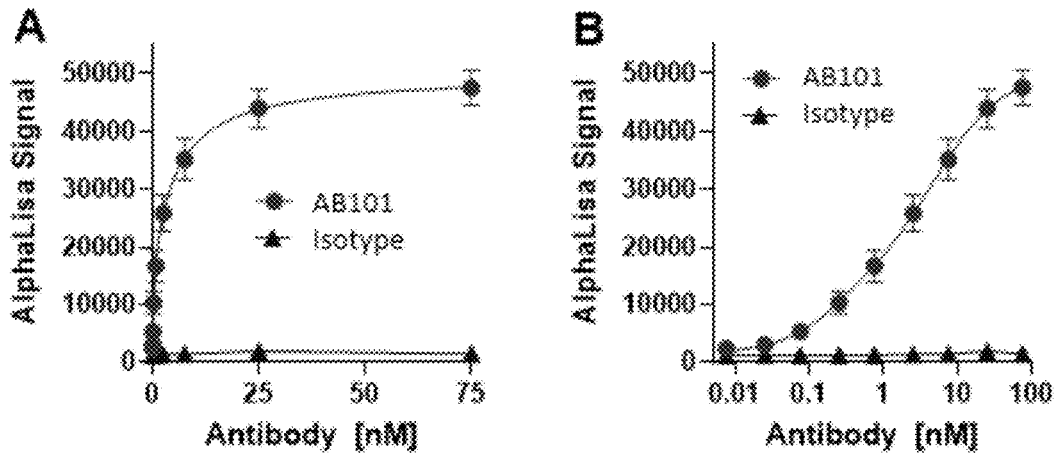 A
AlphaLisa Signal
50000
40000
30000
20000
10000
0
0 25 50 75
Antibody [nM]
AB101
Isotype
B
AlphaLisa Signal
50000
40000
30000
20000
10000
0
0.01 0.1 1 10 100
Antibody [nM]
AB101
Isotype